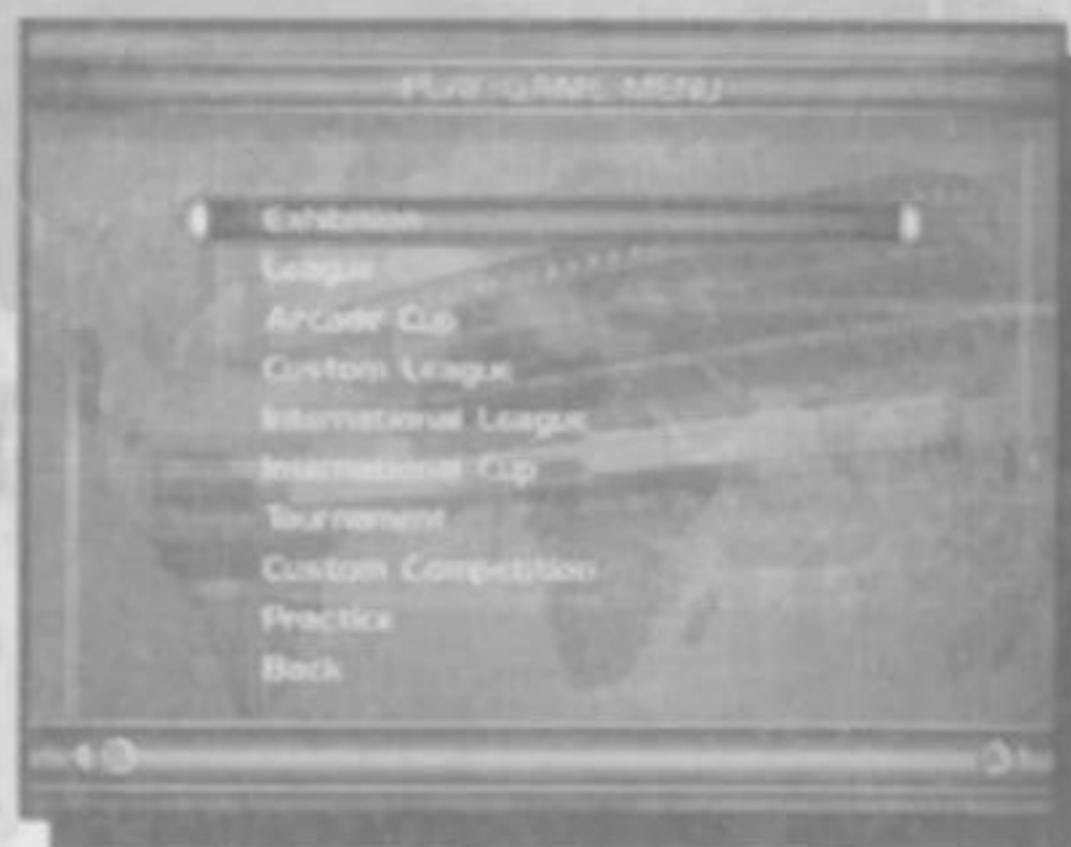 PLAY GAME MENU
Exhibition
League
Arcade Cup
Custom League
International League
International Cup
Tournament
Custom Competition
Practice
Back